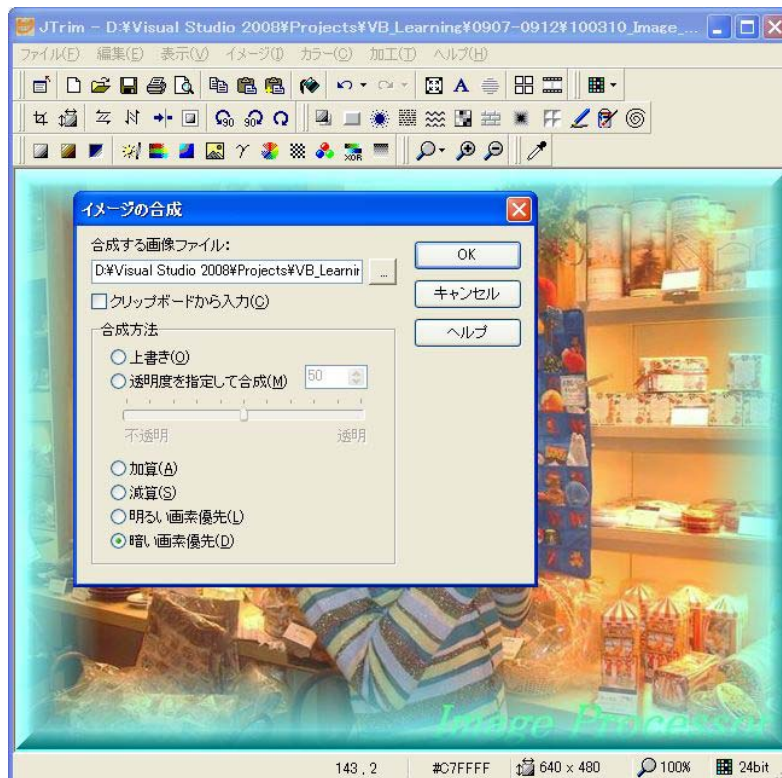 JTrim - D:¥Visual Studio 2008¥Projects¥VB_Learning¥0907-0912¥100310_Image_...
ファイル(F) 編集(E) 表示(V) イメージ(I) カラー(C) 加工(T) ヘルプ(H)
A
90 90
γ XOR
イメージの合成
合成する画像ファイル:
D:¥Visual Studio 2008¥Projects¥VB_Learnin
...
OK
クリップボードから入力(C)
キャンセル
合成方法
ヘルプ
上書き(O)
透明度を指定して合成(M) 50
不透明 透明
加算(A)
減算(S)
明るい画素優先(L)
暗い画素優先(D)
Image Processor
143 , 2 #C7FFFF 640 x 480 100% 24bit